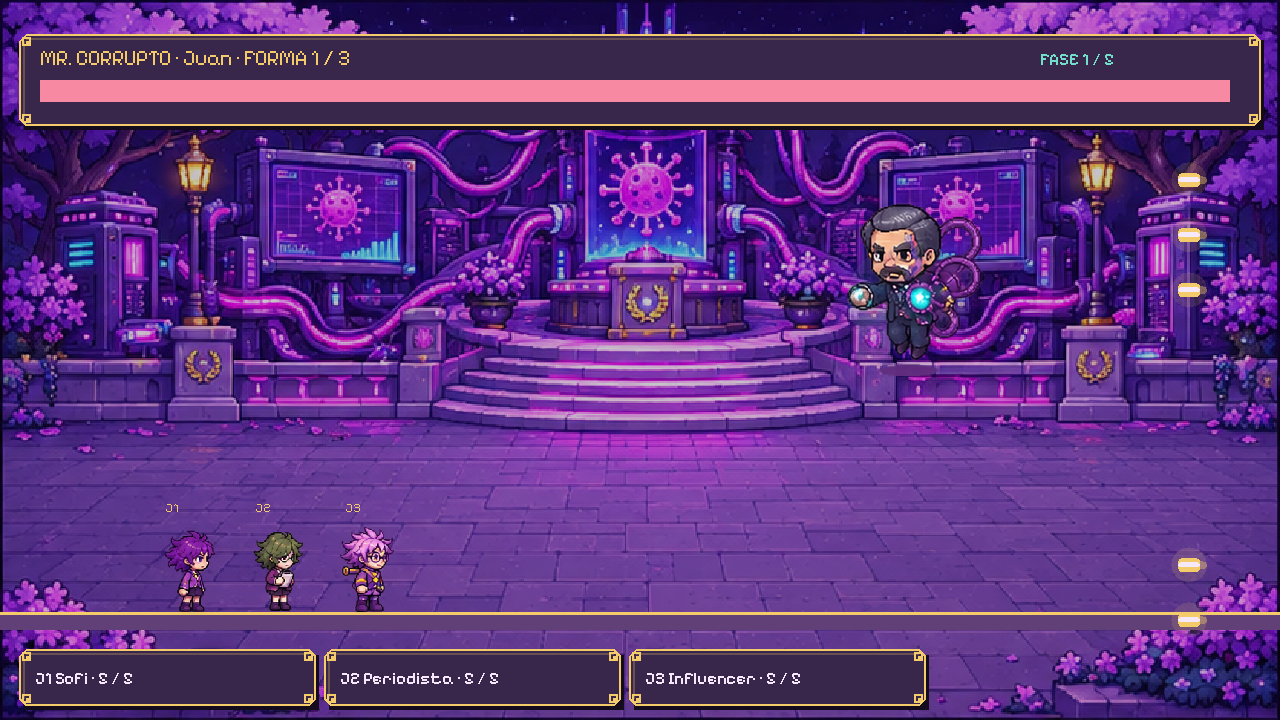 MR. CORRUPTO · Juan · FORMA 1 / 3
FASE 1 / 5
J1
J2
J3
J1 Sofi · 5 / 5
J2 Periodista · 5 / 5
J3 Influencer · 5 / 5